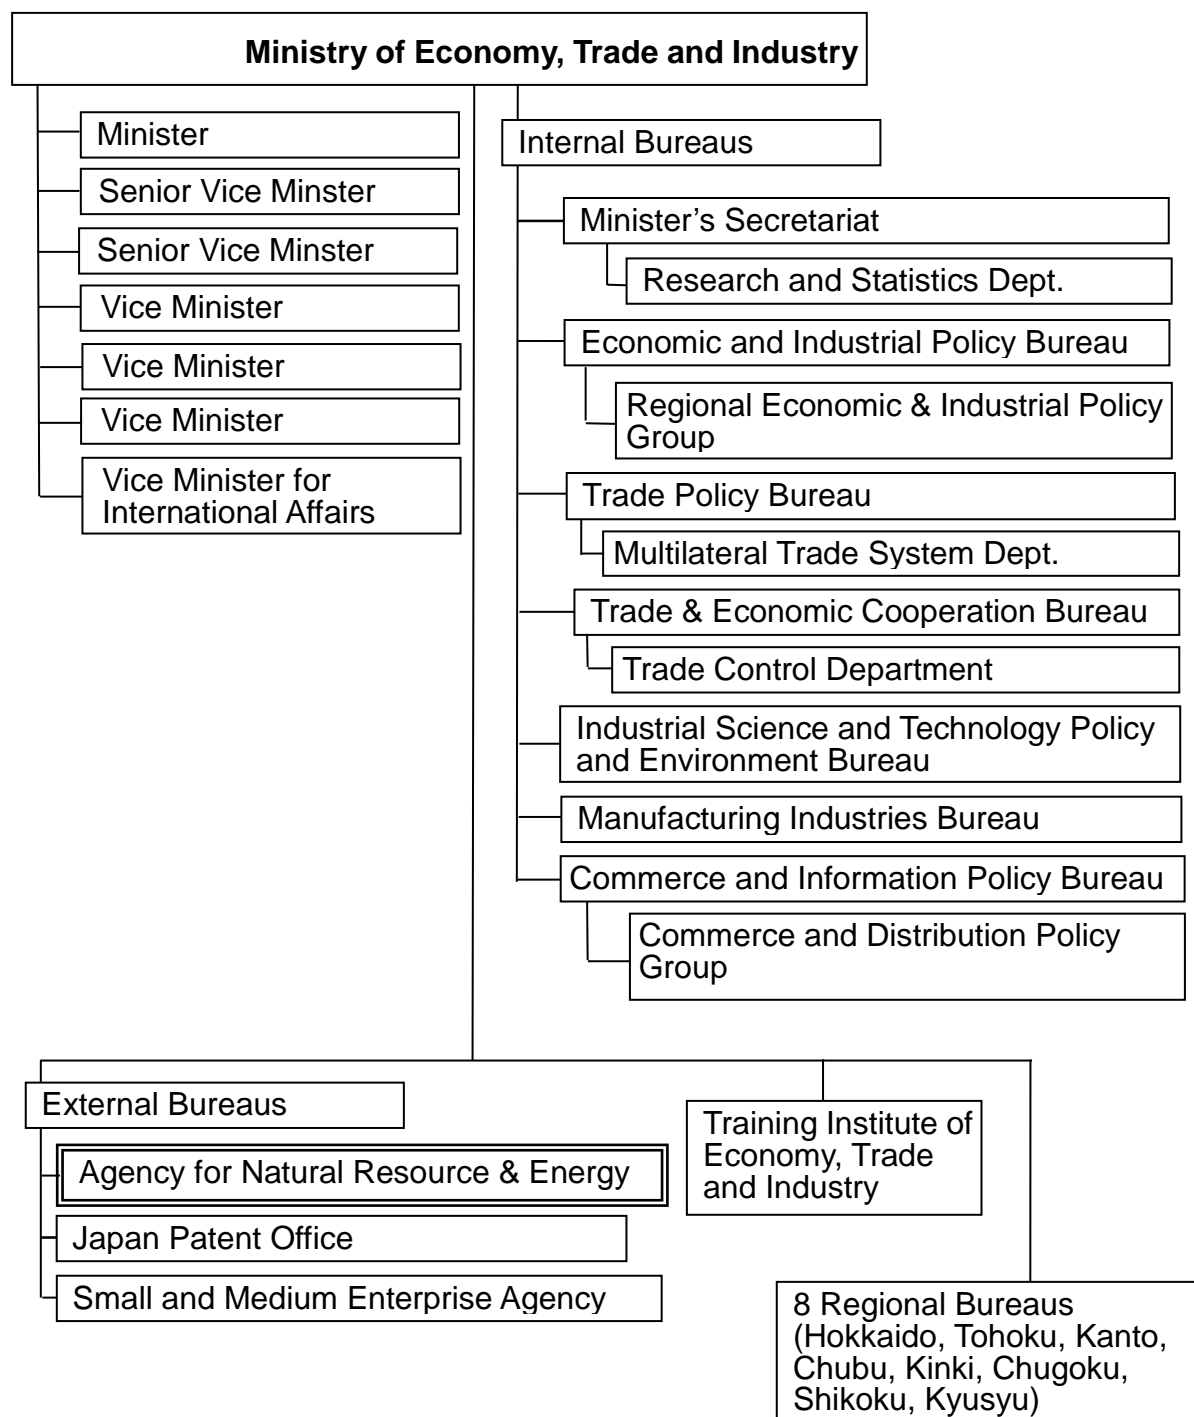 Ministry of Economy, Trade and Industry
Minister
Senior Vice Minster
Senior Vice Minster
Vice Minister
Vice Minister
Vice Minister
Vice Minister for
International Affairs
Internal Bureaus
Minister’s Secretariat
Research and Statistics Dept.
Economic and Industrial Policy Bureau
Regional Economic & Industrial Policy
Group
Trade Policy Bureau
Multilateral Trade System Dept.
Trade & Economic Cooperation Bureau
Trade Control Department
Industrial Science and Technology Policy
and Environment Bureau
Manufacturing Industries Bureau
Commerce and Information Policy Bureau
Commerce and Distribution Policy
Group
External Bureaus
Agency for Natural Resource & Energy
Japan Patent Office
Small and Medium Enterprise Agency
Training Institute of
Economy, Trade
and Industry
8 Regional Bureaus
(Hokkaido, Tohoku, Kanto,
Chubu, Kinki, Chugoku,
Shikoku, Kyusyu)